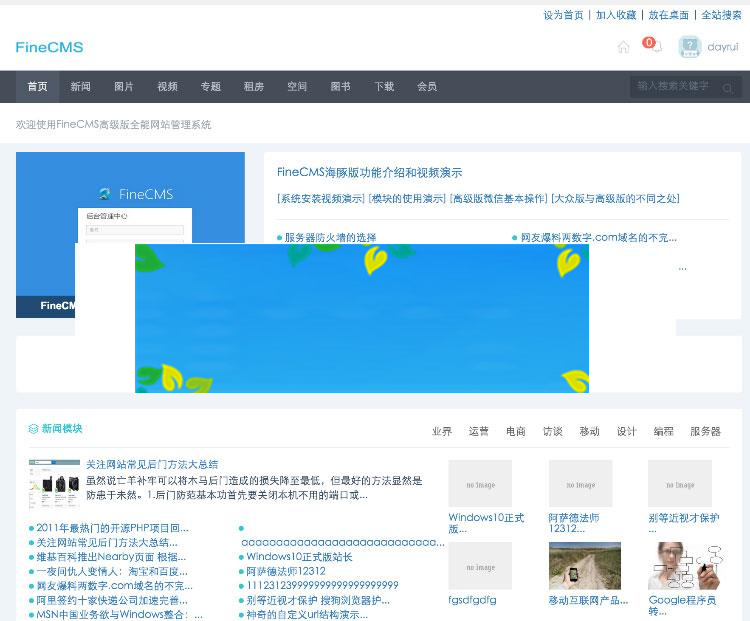 设为首页 | 加入收藏 | 放在桌面 | 全站搜索
FineCMS
0
dayrui
首页 新闻 图片 视频 专题 租房 空间 图书 下载 会员
输入搜索关键字
欢迎使用FineCMS高级版全能网站管理系统
FineCMS
后台管理中心
FineCM
FineCMS海豚版功能介绍和视频演示
[系统安装视频演示] [模块的使用演示] [高级版微信基本操作] [大众版与高级版的不同之处]
服务器防火墙的选择
网友爆料两数字.com域名的不完...
...
新闻模块
业界 运营 电商 访谈 移动 设计 编程 服务器
关注网站常见后门方法大总结
虽然说亡羊补牢可以将木马后门造成的损失降至最低，但最好的方法显然是
防患于未然。1.后门防范基本功首先要关闭本机不用的端口或...
2011年最热门的开源PHP项目回...
关注网站常见后门方法大总结...
维基百科推出Nearby页面 根据...
一夜间仇人变情人：淘宝和百度...
网友爆料两数字.com域名的不完...
阿里签约十家快递公司加速完善...
MSN中国业务欲与Windows整合：...
aaaaaaaaaaaaaaaaaaaaaaaaaaa...
Windows10正式版站长
阿萨德法师12312
11123123999999999999999999
别等近视才保护 搜狗浏览器护...
神奇的自定义url结构演示...
no image
no image
no image
Windows10正式
版...
阿萨德法师
12312...
别等近视才保护
...
no image
fgsdfgdfg
移动互联网产品...
Google程序员
转...